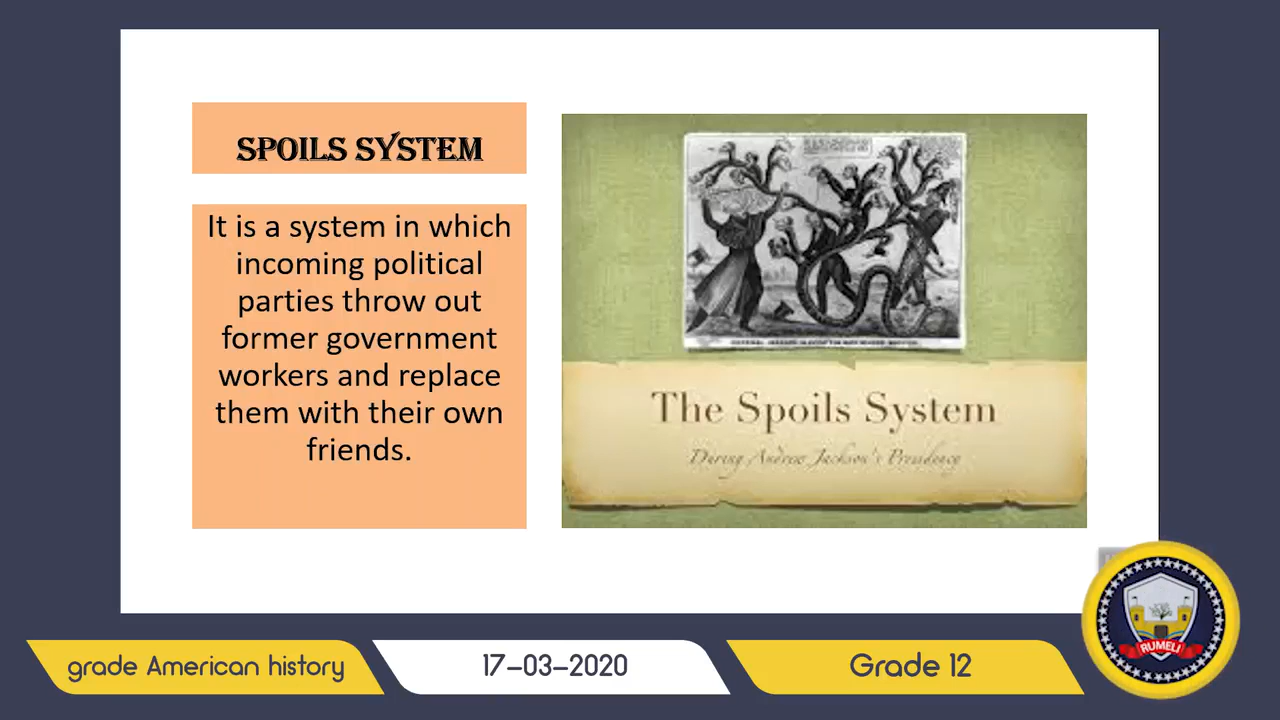 SPOILS SYSTEM
It is a system in which
incoming political
parties throw out
former government
workers and replace
them with their own
friends.
The Spoils System
During Andrew Jackson's Presidency
RUMELI
grade American history
17-03-2020
Grade 12